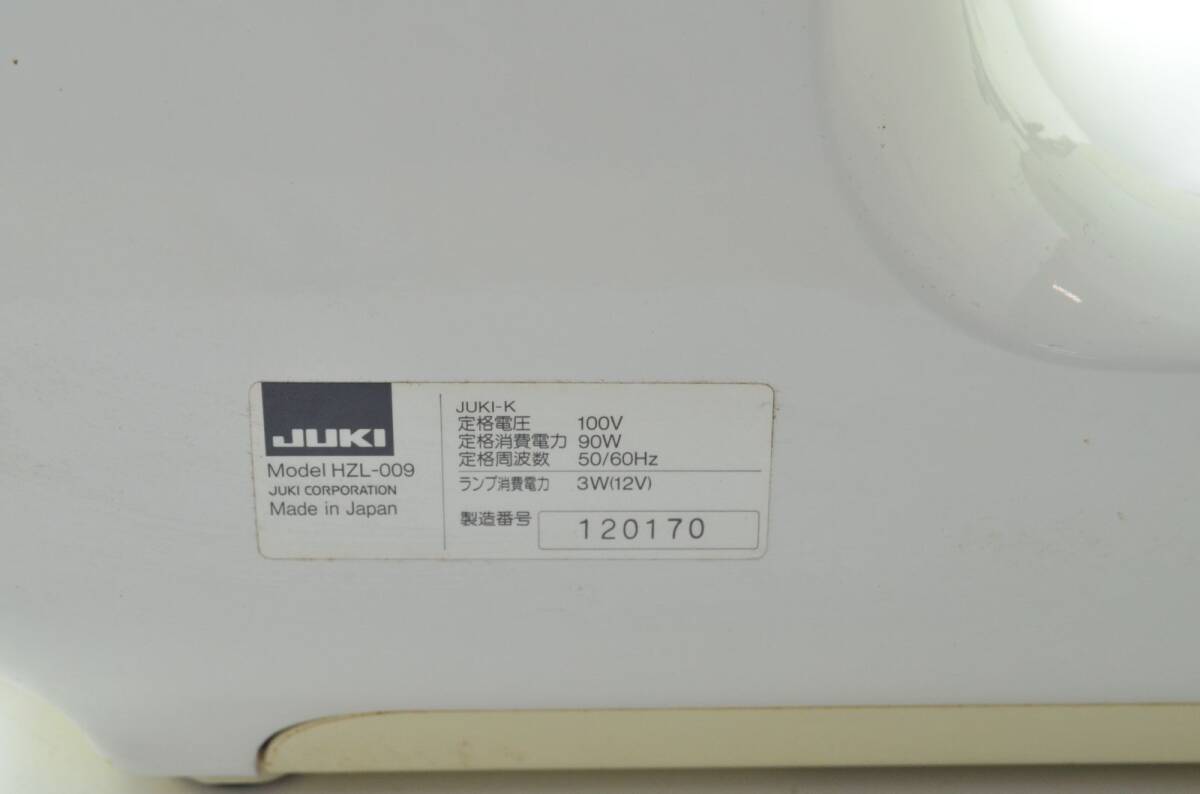 JUKI
Model HZL-009
JUKI CORPORATION
Made in Japan
JUKI-K
定格電圧 100V
定格消費電力 90W
定格周波数 50/60Hz
ランプ消費電力 3W(12V)
製造番号 120170